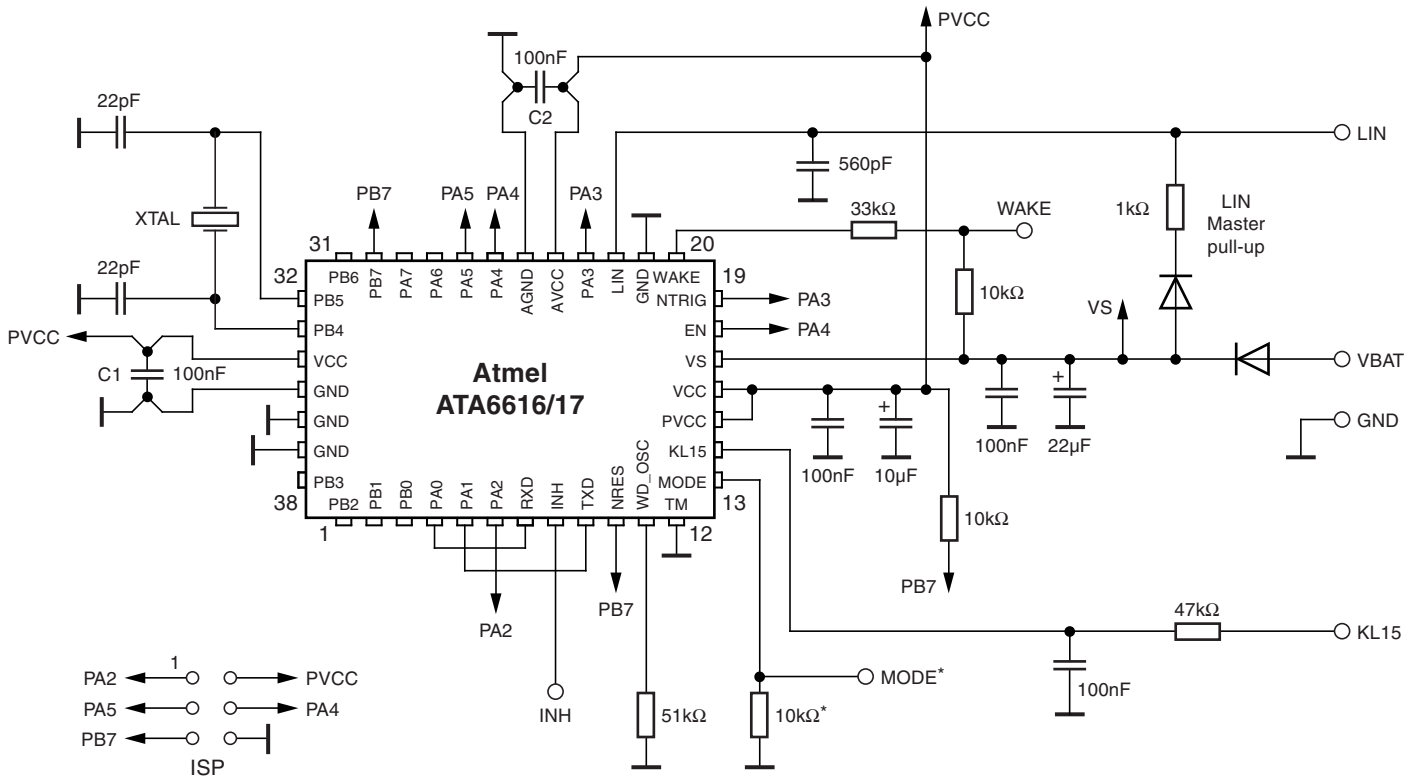 PVCC
100nF
C2
22pF
XTAL
22pF
PVCC
C1
100nF
PB7
PA5
PA4
PA3
LIN
560pF
33kΩ
WAKE
1kΩ
LIN
Master
pull-up
10kΩ
VS
VBAT
GND
31
32
20
19
PB6
PB7
PA7
PA6
PA5
PA4
AGND
AVCC
PA3
LIN
GND
WAKE
PB5
PB4
VCC
GND
GND
GND
PB3
NTRIG
EN
VS
VCC
PVCC
KL15
MODE
PA3
PA4
Atmel
ATA6616/17
38
1
PB2
PB1
PB0
PA0
PA1
PA2
RXD
INH
TXD
NRES
WD_OSC
TM
13
12
100nF
+
10µF
100nF
+
22µF
10kΩ
PB7
PA2
PB7
INH
51kΩ
10kΩ*
MODE*
47kΩ
KL15
100nF
1
PA2
PVCC
PA5
PA4
PB7
ISP